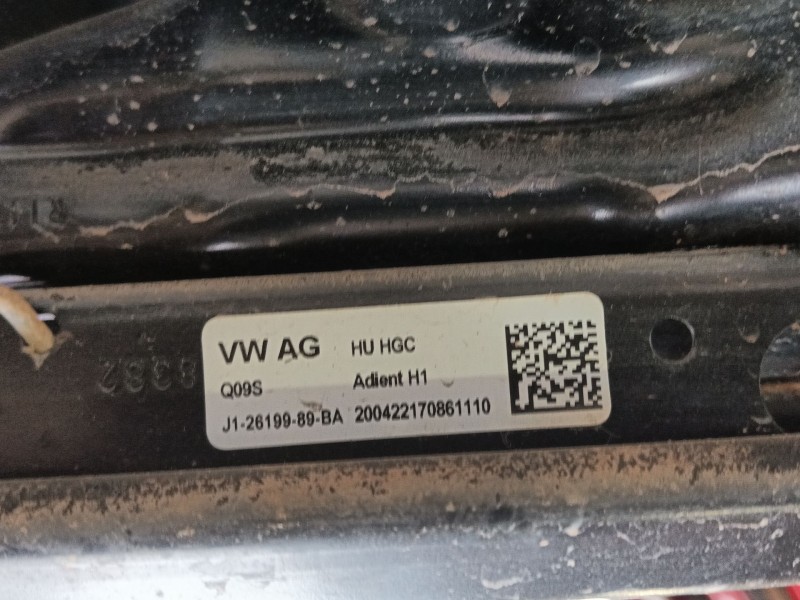 VW AG HU HGC
Q09S Adient H1
J1-26199-89-BA 200422170861110